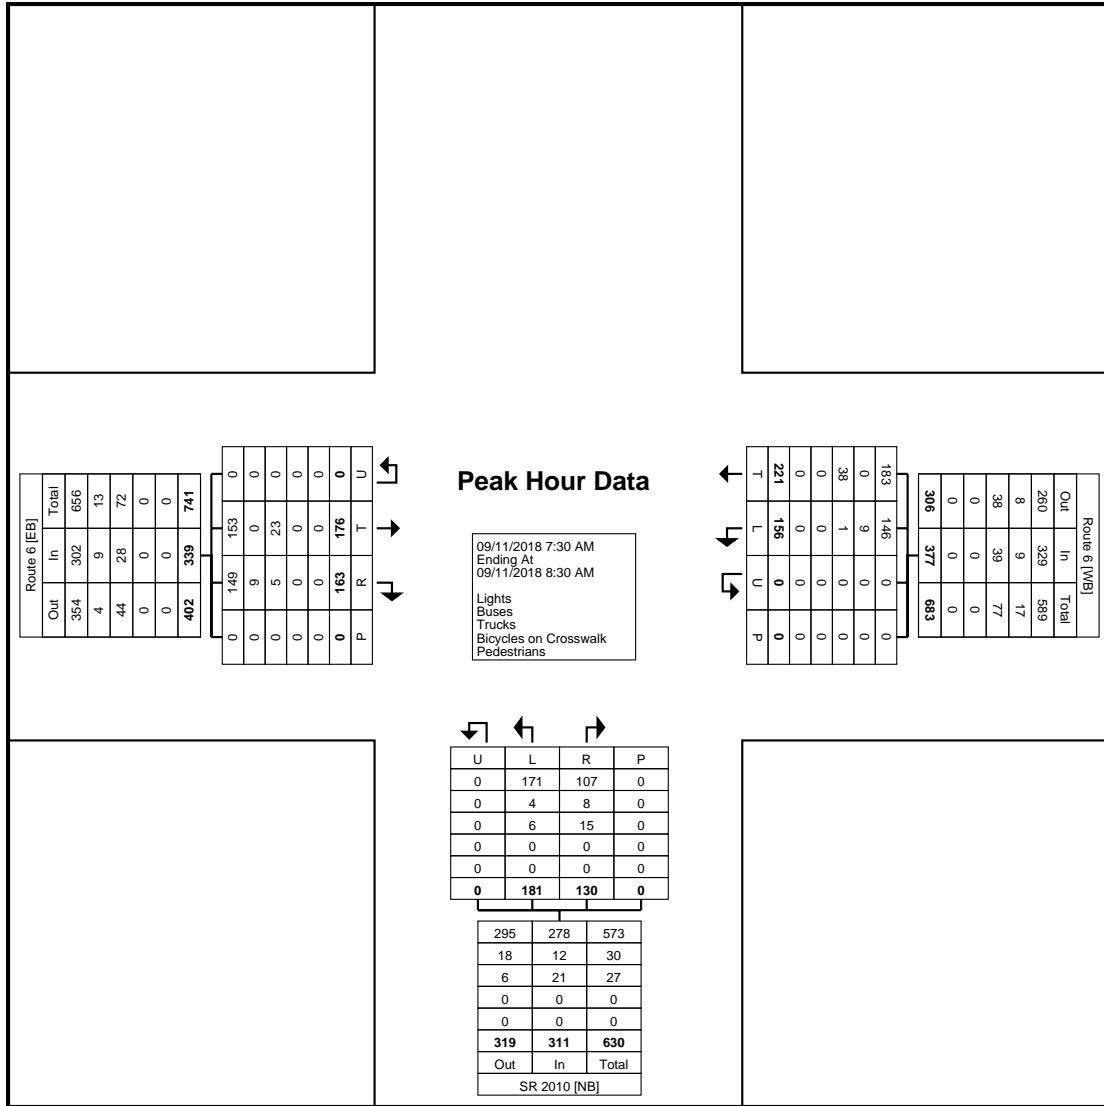 Peak Hour Data
09/11/2018 7:30 AM
Ending At
09/11/2018 8:30 AM
Lights
Buses
Trucks
Bicycles on Crosswalk
Pedestrians
U T R P
0 176 163 0
0 0 0 0
0 0 0 0
0 23 5 0
0 0 9 0
0 153 149 0
741 339 402
0 0 0
0 0 0
72 28 44
13 9 4
656 302 354
Total In Out
Route 6 [EB]
Route 6 [WB]
Out In Total
260 329 589
8 9 17
38 39 77
0 0 0
0 0 0
306 377 683
183 146 0 0
0 9 0 0
38 1 0 0
0 0 0 0
0 0 0 0
221 156 0 0
T L U P
U L R P
0 171 107 0
0 4 8 0
0 6 15 0
0 0 0 0
0 0 0 0
0 181 130 0
295 278 573
18 12 30
6 21 27
0 0 0
0 0 0
319 311 630
Out In Total
SR 2010 [NB]